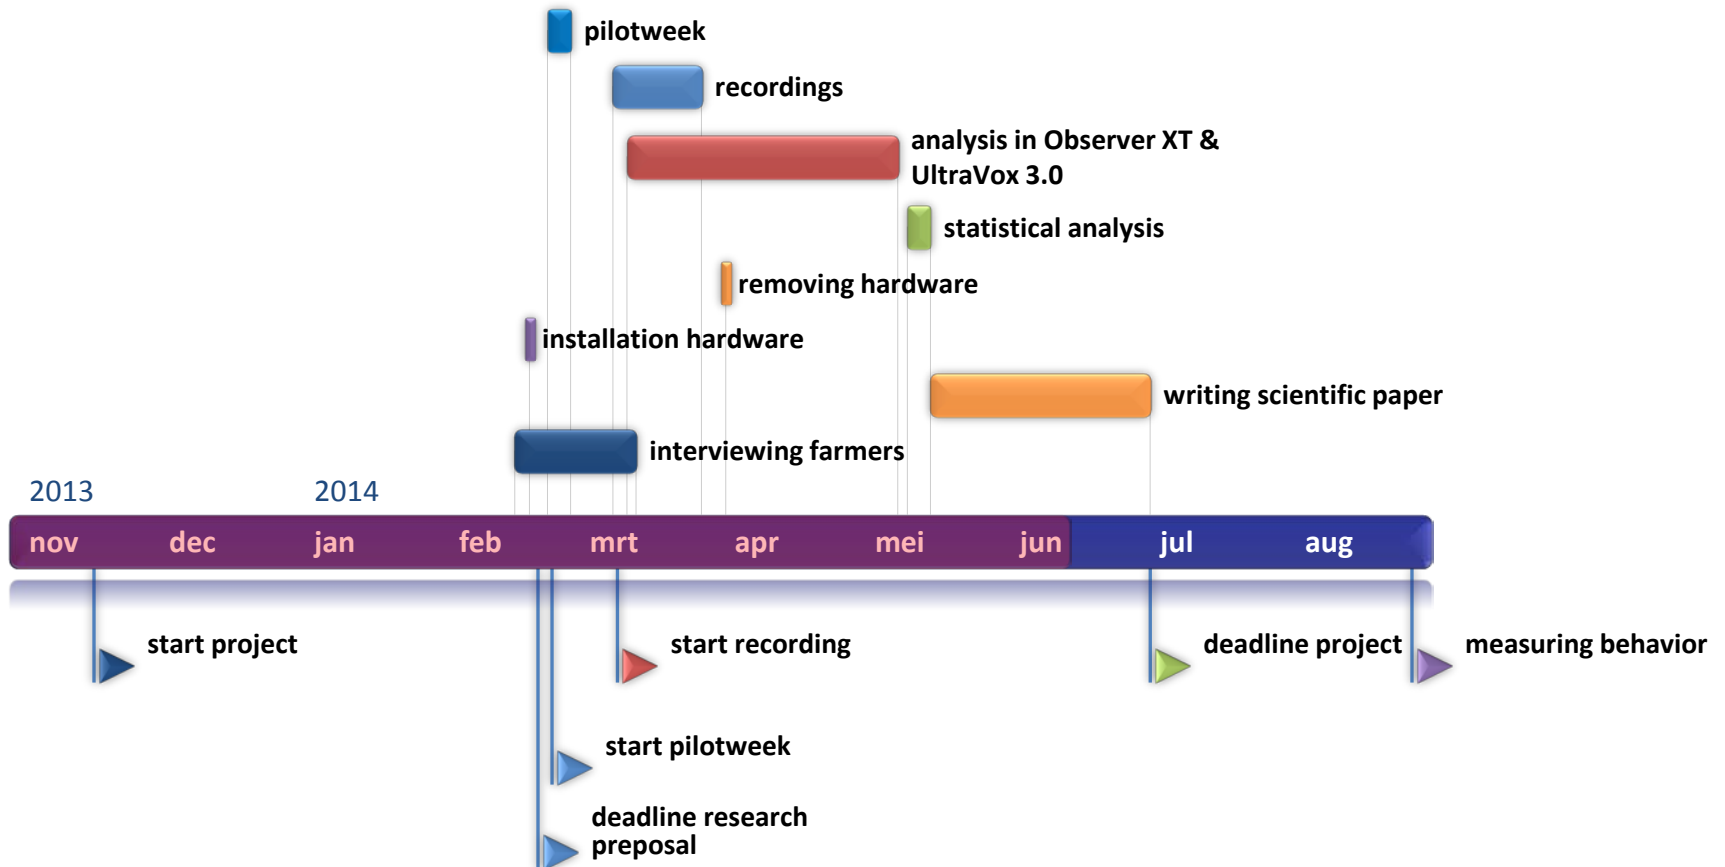 pilotweek
recordings
analysis in Observer XT &
UltraVox 3.0
statistical analysis
removing hardware
installation hardware
writing scientific paper
interviewing farmers
2013
2014
nov
dec
jan
feb
mrt
apr
mei
jun
jul
aug
start project
start recording
deadline project
measuring behavior
start pilotweek
deadline research
preposal